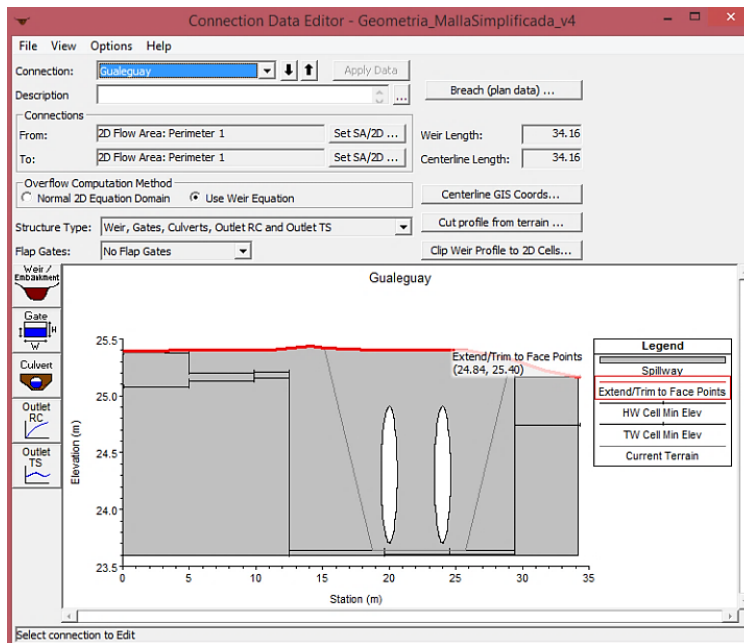 Connection Data Editor - Geometria_MallaSimplificada_v4
File View Options Help
Connection: Gualeguay Apply Data
Description ... Breach (plan data) ...
Connections
From: 2D Flow Area: Perimeter 1 Set SA/2D ... Weir Length: 34.16
To: 2D Flow Area: Perimeter 1 Set SA/2D ... Centerline Length: 34.16
Overflow Computation Method
Normal 2D Equation Domain Use Weir Equation Centerline GIS Coords...
Structure Type: Weir, Gates, Culverts, Outlet RC and Outlet TS Cut profile from terrain ...
Flap Gates: No Flap Gates Clip Weir Profile to 2D Cells...
Weir / Embankment
Gate
H
W
Culvert
Outlet RC
Outlet TS
Gualeguay
25.5
25.0
24.5
24.0
23.5
Elevation (m)
0 5 10 15 20 25 30 35
Station (m)
Extend/Trim to Face Points
(24.84, 25.40)
Legend
Spillway
Extend/Trim to Face Points
HW Cell Min Elev
TW Cell Min Elev
Current Terrain
Select connection to Edit